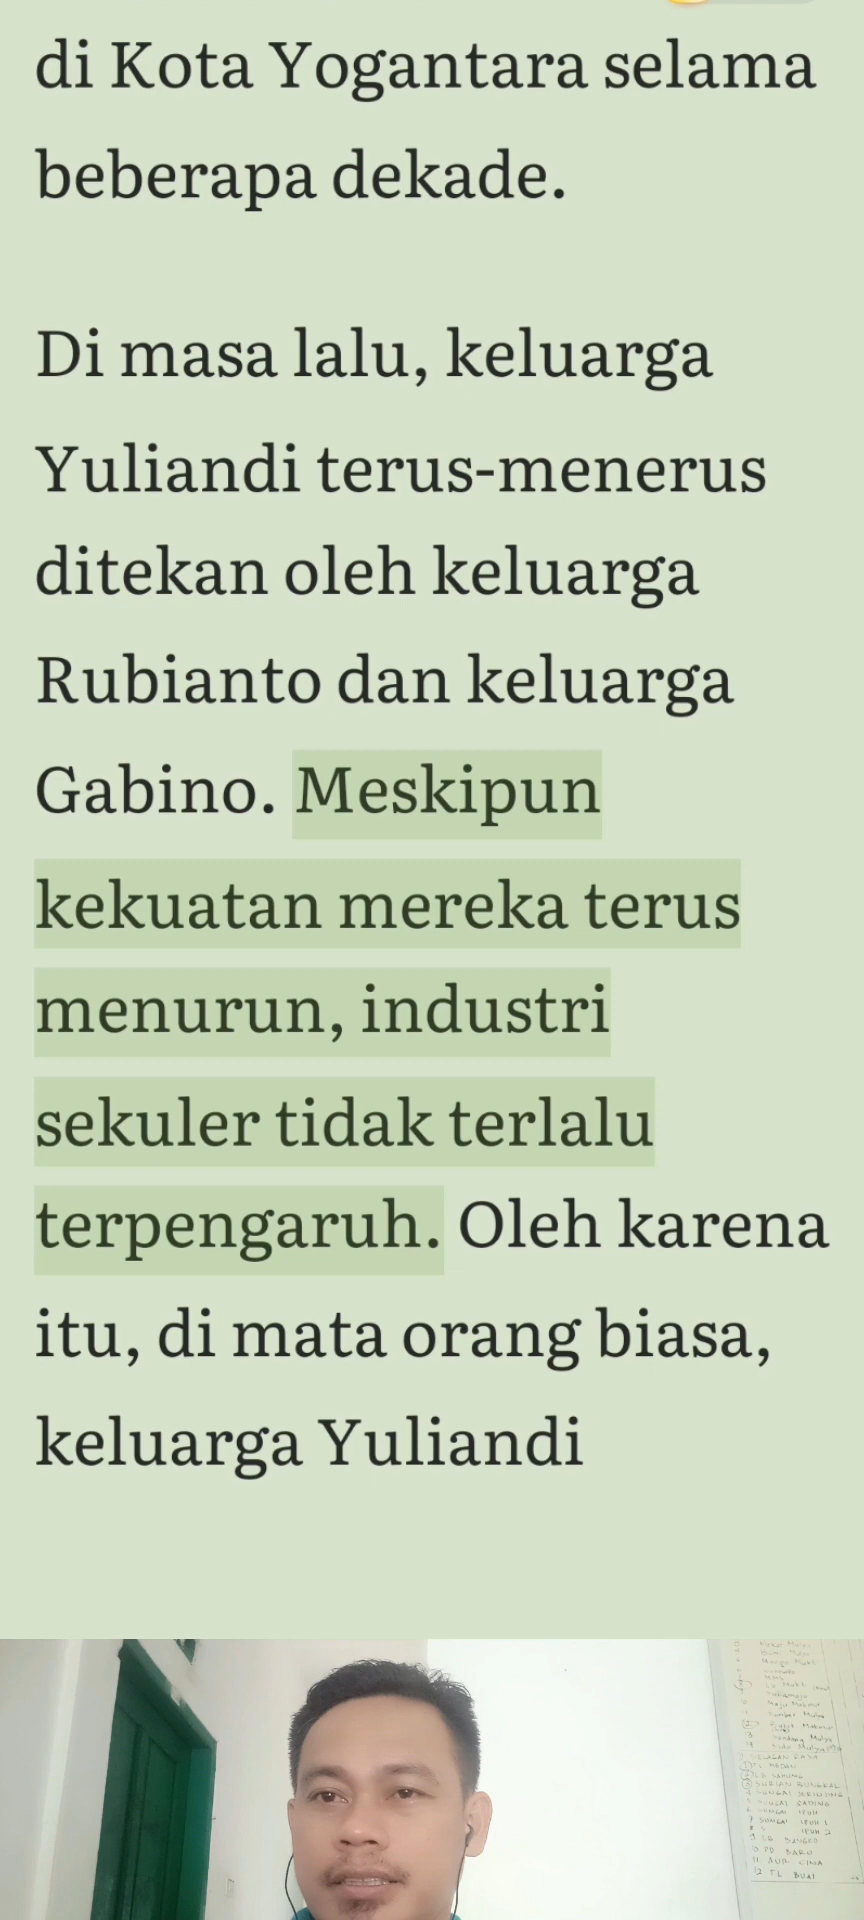 di Kota Yogantara selama
beberapa dekade.
Di masa lalu, keluarga
Yuliandi terus-menerus
ditekan oleh keluarga
Rubianto dan keluarga
Gabino. Meskipun
kekuatan mereka terus
menurun, industri
sekuler tidak terlalu
terpengaruh. Oleh karena
itu, di mata orang biasa,
keluarga Yuliandi